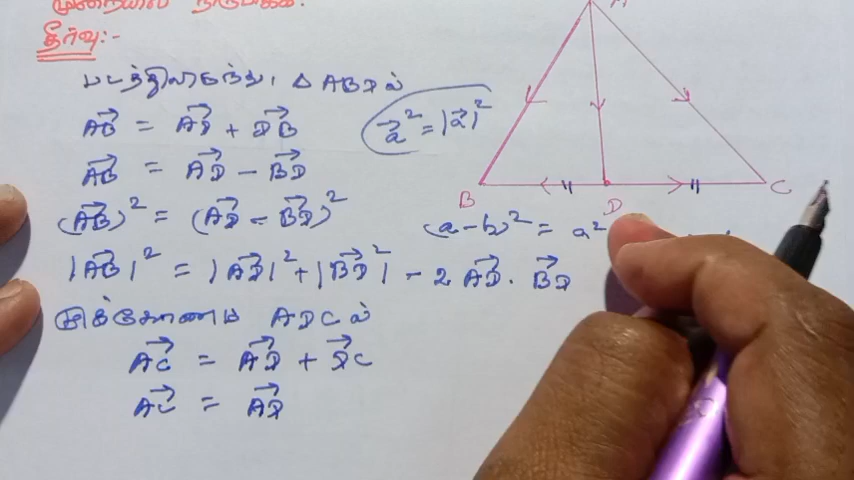 முறையில் நிரூபிக்க.
தீர்வு:-
படத்திலிருந்து, Δ ABDல்
AB⃗ = AD⃗ + DB⃗
a⃗² = |a⃗|²
AB⃗ = AD⃗ - BD⃗
(AB⃗)² = (AD⃗ - BD⃗)²
(a-b)² = a²
|AB⃗|² = |AD⃗|² + |BD⃗²| - 2 AD⃗ . BD⃗
முக்கோணம் ADCல்
AC⃗ = AD⃗ + DC⃗
AC⃗ = AD⃗
A
B
D
C